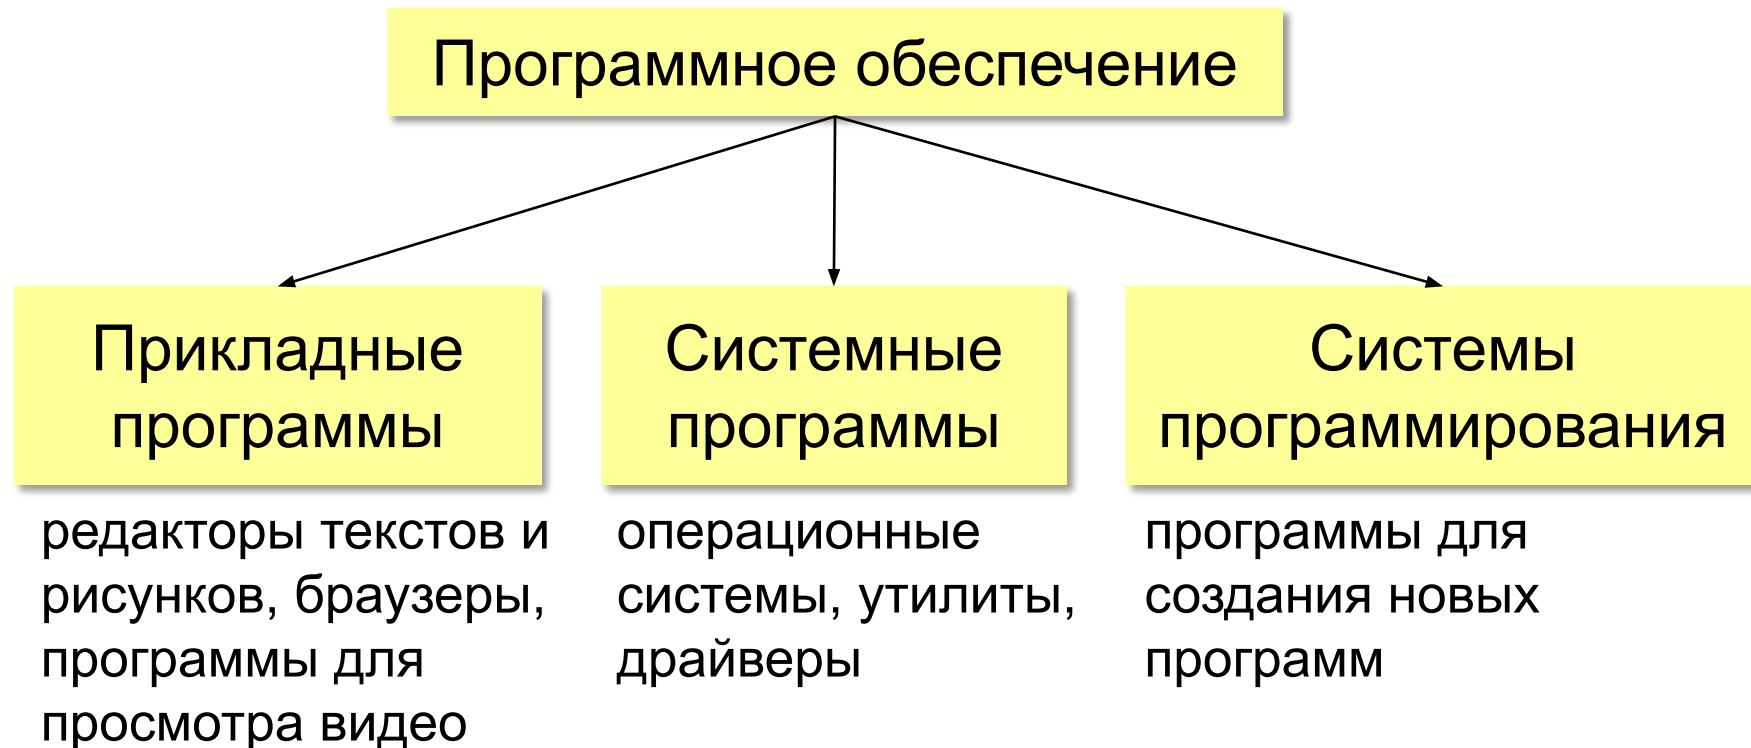 Программное обеспечение
Прикладные
программы
Системные
программы
Системы
программирования
редакторы текстов и
рисунков, браузеры,
программы для
просмотра видео
операционные
системы, утилиты,
драйверы
программы для
создания новых
программ